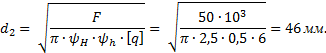 d₂ = √(F / (π · ψ_H · ψ_h · [q])) = √(50 · 10³ / (π · 2,5 · 0,5 · 6)) = 46 мм.